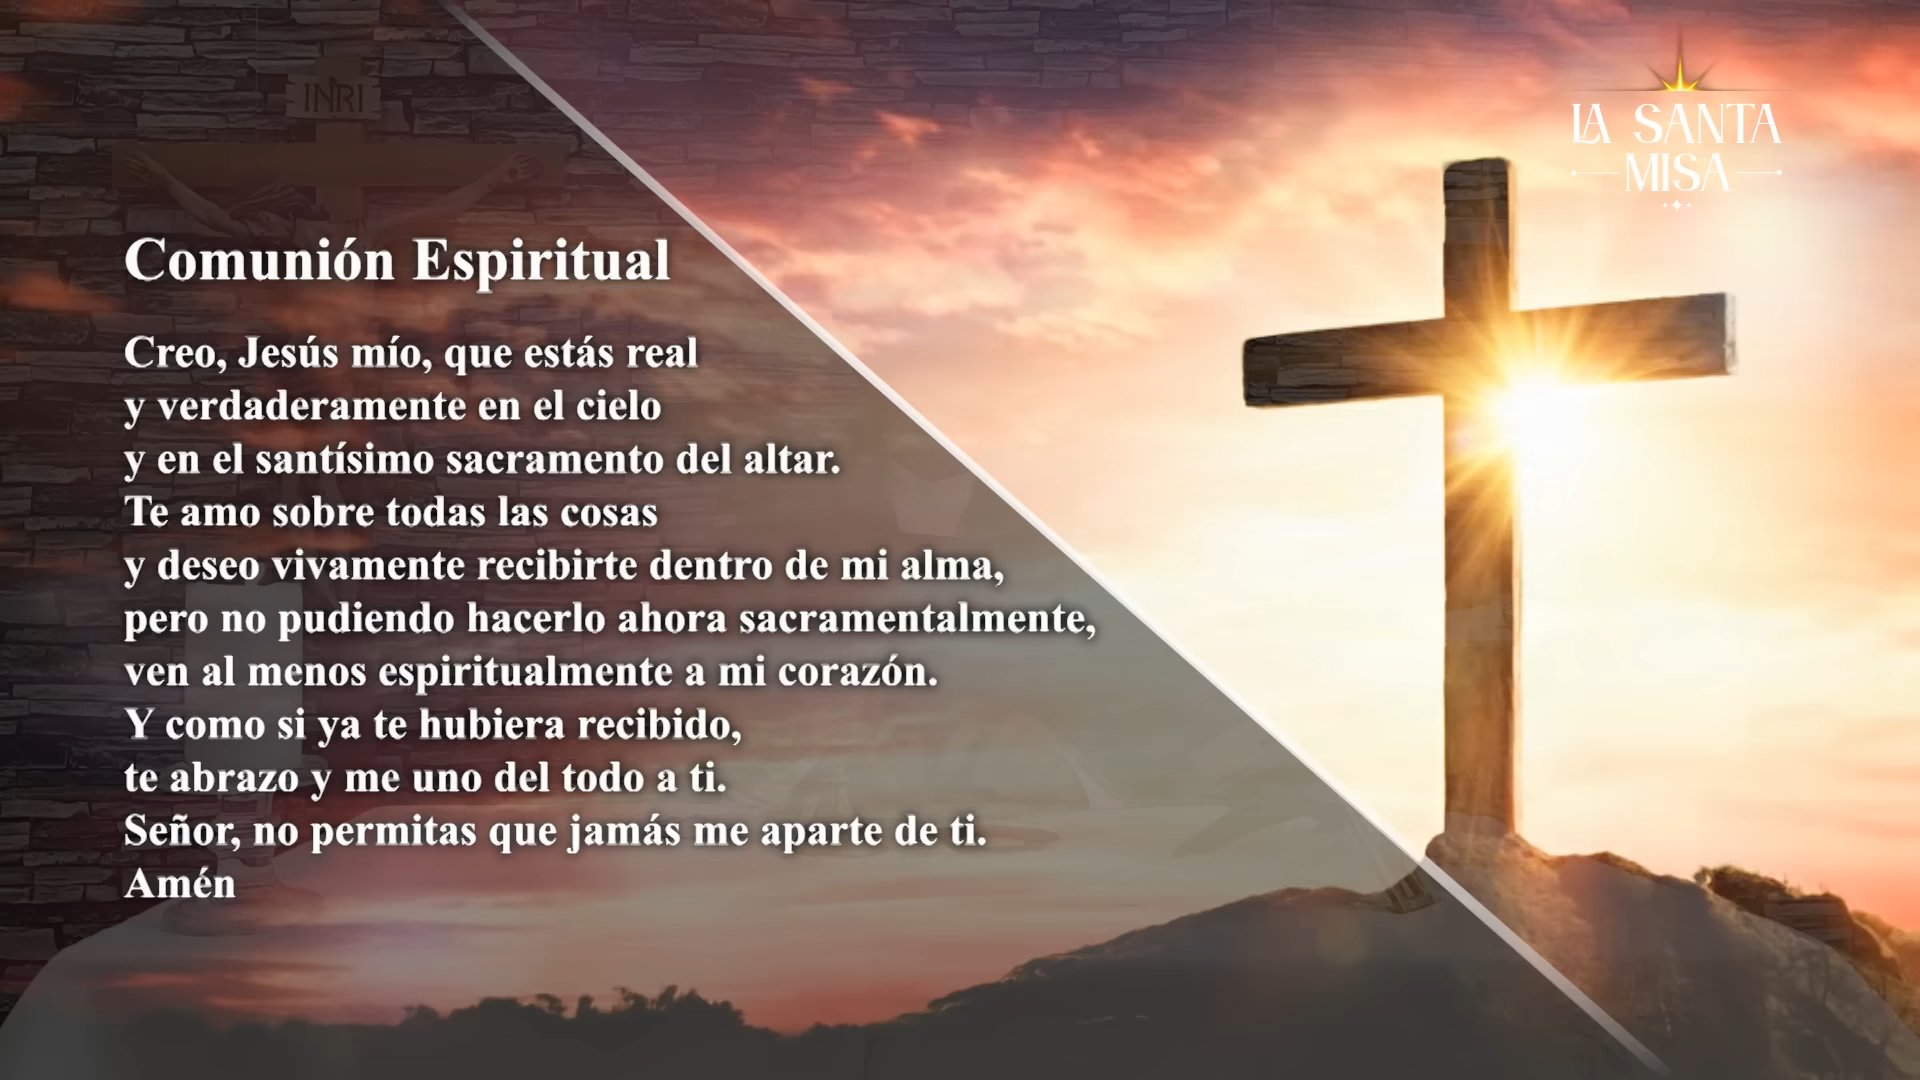 INRI
LA SANTA
MISA
Comunión Espiritual
Creo, Jesús mío, que estás real
y verdaderamente en el cielo
y en el santísimo sacramento del altar.
Te amo sobre todas las cosas
y deseo vivamente recibirte dentro de mi alma,
pero no pudiendo hacerlo ahora sacramentalmente,
ven al menos espiritualmente a mi corazón.
Y como si ya te hubiera recibido,
te abrazo y me uno del todo a ti.
Señor, no permitas que jamás me aparte de ti.
Amén